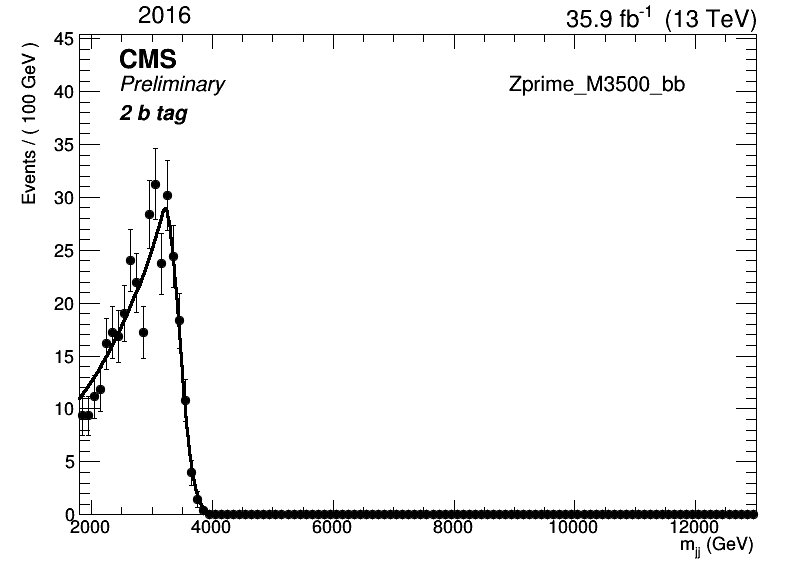 2016
35.9 fb⁻¹ (13 TeV)
CMS
Preliminary
2 b tag
Zprime_M3500_bb
Events / ( 100 GeV )
45
40
35
30
25
20
15
10
5
0
2000 4000 6000 8000 10000 12000
m_jj (GeV)